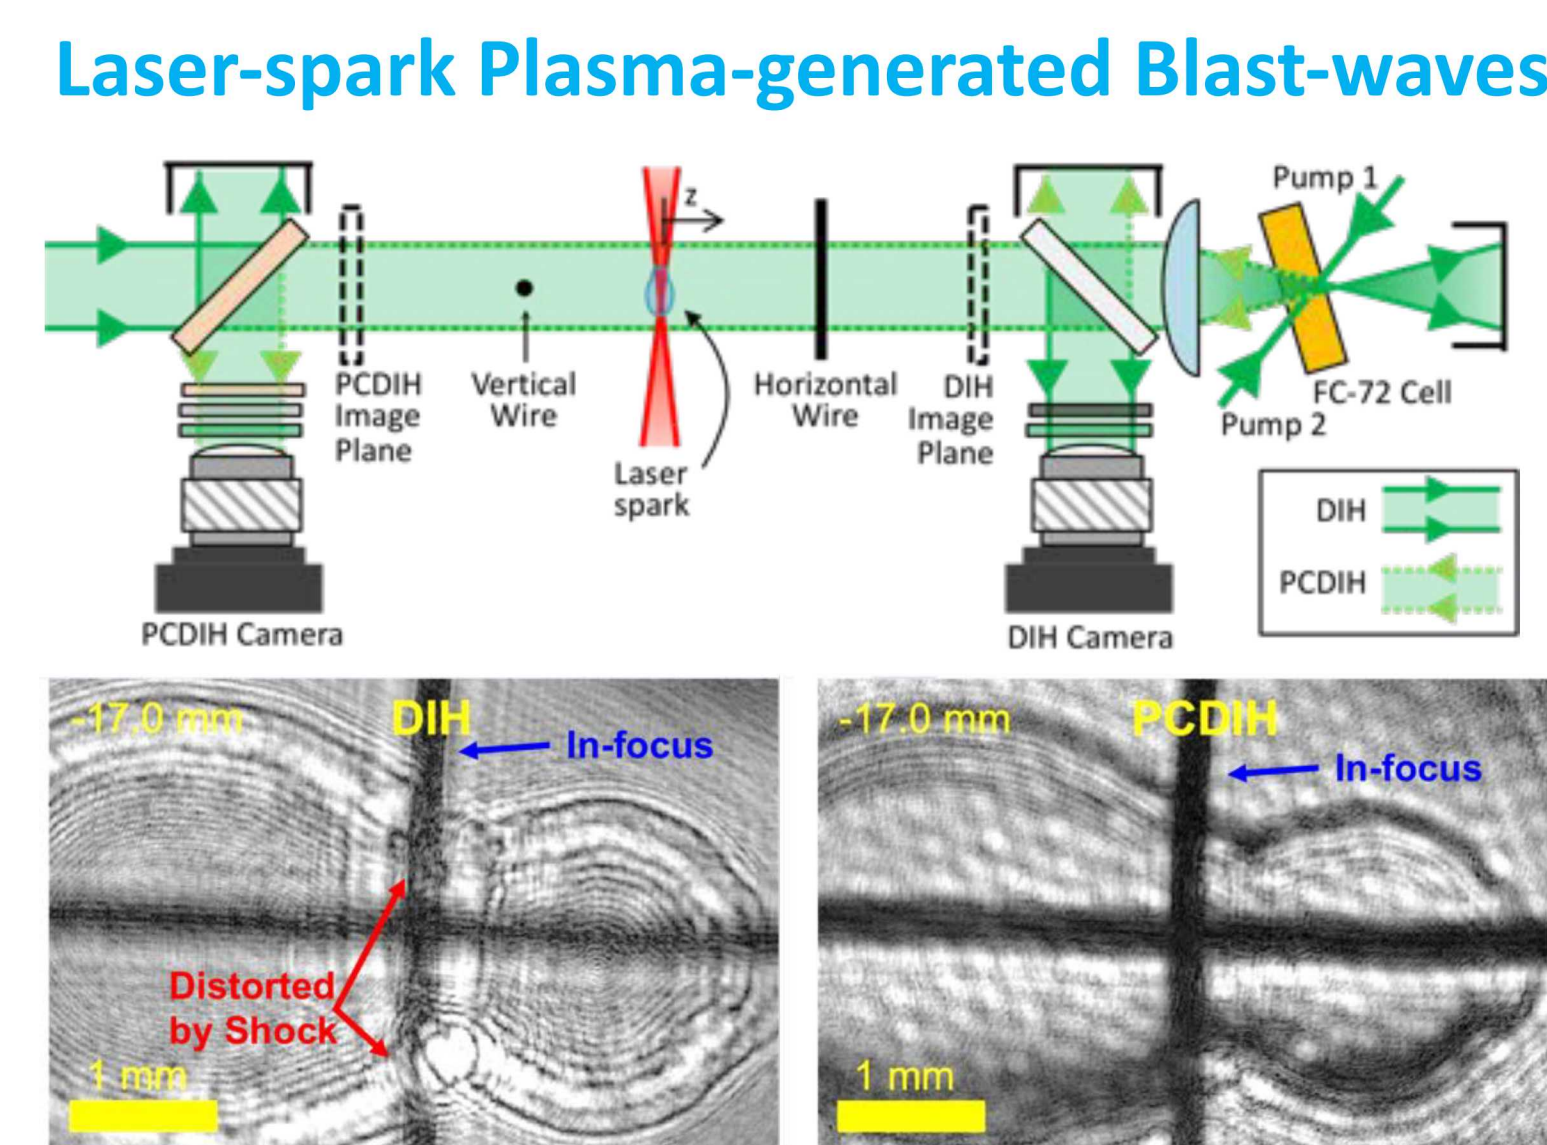 Laser-spark Plasma-generated Blast-waves
Pump 1
z
PCDIH
Image
Plane
Vertical
Wire
Laser
spark
Horizontal
Wire
DIH
Image
Plane
FC-72 Cell
Pump 2
DIH
PCDIH
PCDIH Camera
DIH Camera
-17.0 mm
DIH
In-focus
Distorted
by Shock
1 mm
-17.0 mm
PCDIH
In-focus
1 mm